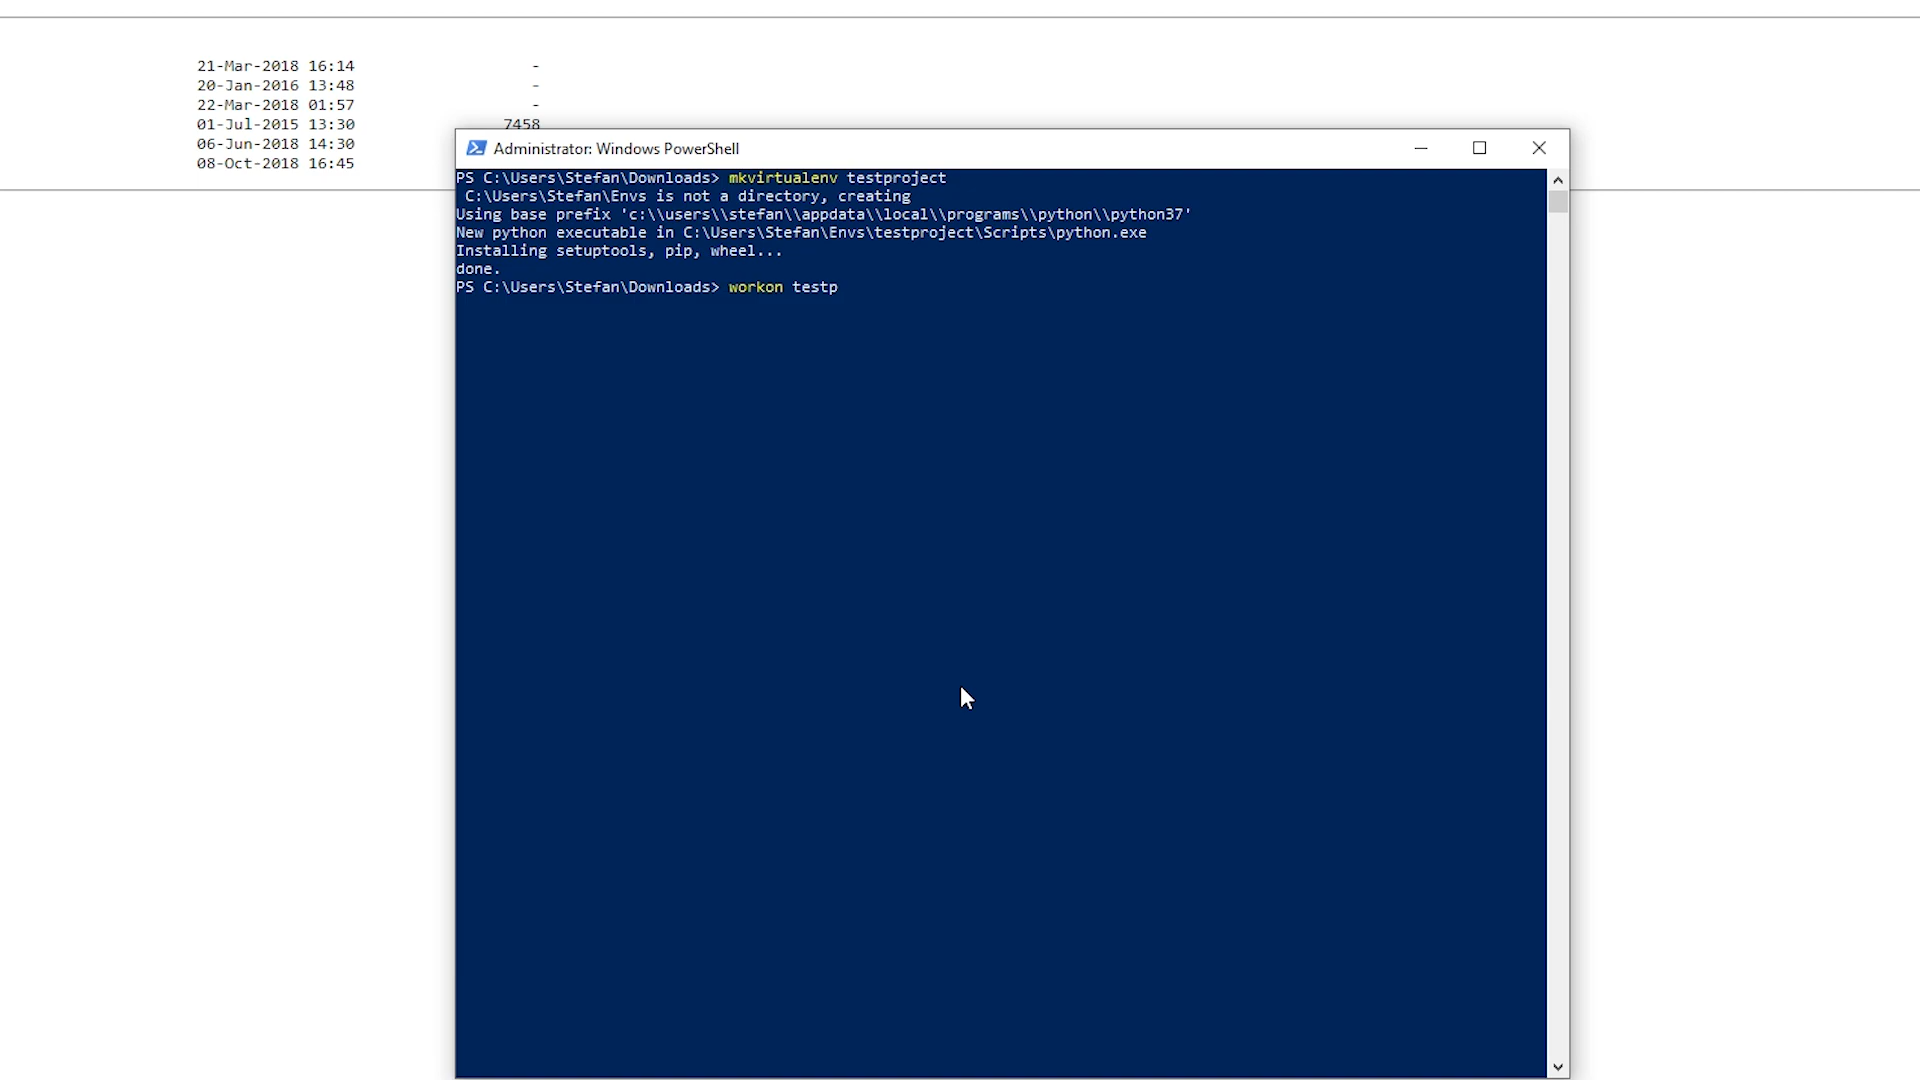 21-Mar-2018 16:14 -
20-Jan-2016 13:48 -
22-Mar-2018 01:57 -
01-Jul-2015 13:30 7458
06-Jun-2018 14:30
08-Oct-2018 16:45
Administrator: Windows PowerShell
PS C:\Users\Stefan\Downloads> mkvirtualenv testproject
C:\Users\Stefan\Envs is not a directory, creating
Using base prefix 'c:\\users\\stefan\\appdata\\local\\programs\\python\\python37'
New python executable in C:\Users\Stefan\Envs\testproject\Scripts\python.exe
Installing setuptools, pip, wheel...
done.
PS C:\Users\Stefan\Downloads> workon testp